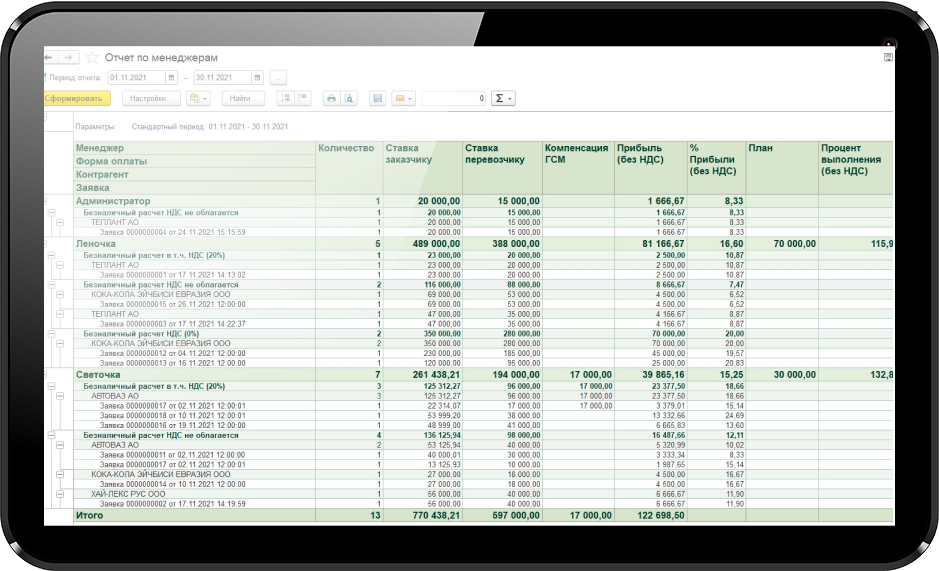 Отчет по менеджерам
Период отчета: 01.11.2021 – 30.11.2021 ...
Сформировать Настройки... Найти... 0 Σ
Параметры: Стандартный период: 01.11.2021 - 30.11.2021
Менеджер Количество Ставка заказчику Ставка перевозчику Компенсация ГСМ Прибыль (без НДС) % Прибыли (без НДС) План Процент выполнения (без НДС)
Форма оплаты
Контрагент
Заявка
Администратор 1 20 000,00 15 000,00 1 666,67 8,33
Безналичный расчет НДС не облагается 1 20 000,00 15 000,00 1 666,67 8,33
ТЕПЛАНТ АО 1 20 000,00 15 000,00 1 666,67 8,33
Заявка 0000000004 от 24.11.2021 15:15:59 1 20 000,00 15 000,00 1 666,67 8,33
Леночка 5 489 000,00 388 000,00 81 166,67 16,60 70 000,00 115,9
Безналичный расчет в т.ч. НДС (20%) 1 23 000,00 20 000,00 2 500,00 10,87
ТЕПЛАНТ АО 1 23 000,00 20 000,00 2 500,00 10,87
Заявка 0000000001 от 17.11.2021 14:13:02 1 23 000,00 20 000,00 2 500,00 10,87
Безналичный расчет НДС не облагается 2 116 000,00 88 000,00 8 666,67 7,47
КОКА-КОЛА ЭЙЧБИСИ ЕВРАЗИЯ ООО 1 69 000,00 53 000,00 4 500,00 6,52
Заявка 0000000015 от 26.11.2021 12:00:00 1 69 000,00 53 000,00 4 500,00 6,52
ТЕПЛАНТ АО 1 47 000,00 35 000,00 4 166,67 8,87
Заявка 0000000003 от 17.11.2021 14:22:37 1 47 000,00 35 000,00 4 166,67 8,87
Безналичный расчет НДС (0%) 2 350 000,00 280 000,00 70 000,00 20,00
КОКА-КОЛА ЭЙЧБИСИ ЕВРАЗИЯ ООО 2 350 000,00 280 000,00 70 000,00 20,00
Заявка 0000000012 от 04.11.2021 12:00:00 1 230 000,00 185 000,00 45 000,00 19,57
Заявка 0000000013 от 16.11.2021 12:00:00 1 120 000,00 95 000,00 25 000,00 20,83
Светочка 7 261 438,21 194 000,00 17 000,00 39 865,16 15,25 30 000,00 132,8
Безналичный расчет в т.ч. НДС (20%) 3 125 312,27 96 000,00 17 000,00 23 377,50 18,66
АВТОВАЗ АО 3 125 312,27 96 000,00 17 000,00 23 377,50 18,66
Заявка 0000000017 от 02.11.2021 12:00:01 1 22 314,07 17 000,00 17 000,00 3 379,01 15,14
Заявка 0000000018 от 10.11.2021 12:00:01 1 53 999,20 38 000,00 13 332,66 24,69
Заявка 0000000016 от 19.11.2021 12:00:00 1 48 999,00 41 000,00 6 665,83 13,60
Безналичный расчет НДС не облагается 4 136 125,94 98 000,00 16 487,66 12,11
АВТОВАЗ АО 2 53 125,94 40 000,00 5 320,99 10,02
Заявка 0000000011 от 02.11.2021 12:00:00 1 40 000,01 30 000,00 3 333,34 8,33
Заявка 0000000017 от 02.11.2021 12:00:01 1 13 125,93 10 000,00 1 987,65 15,14
КОКА-КОЛА ЭЙЧБИСИ ЕВРАЗИЯ ООО 1 27 000,00 18 000,00 4 500,00 16,67
Заявка 0000000014 от 10.11.2021 12:00:00 1 27 000,00 18 000,00 4 500,00 16,67
ХАЙ-ЛЕКС РУС ООО 1 56 000,00 40 000,00 6 666,67 11,90
Заявка 0000000002 от 17.11.2021 14:19:59 1 56 000,00 40 000,00 6 666,67 11,90
Итого 13 770 438,21 597 000,00 17 000,00 122 698,50